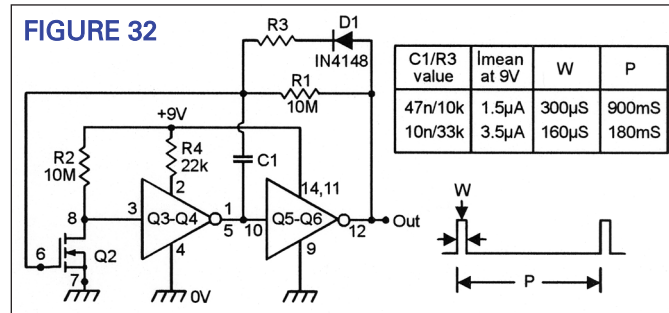 FIGURE 32
R3
D1
IN4148
R1
10M
+9V
R2
10M
R4
22k
C1
2
14,11
8
3
Q3-Q4
1
5
10
Q5-Q6
12
Out
6
Q2
7
4
9
0V
C1/R3 value
Imean at 9V
W
P
47n/10k
1.5µA
300µS
900mS
10n/33k
3.5µA
160µS
180mS
W
P